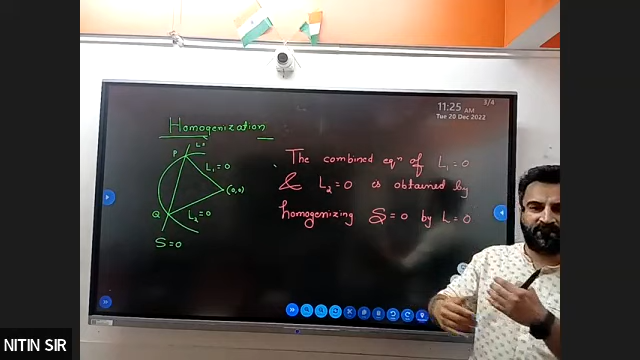 11:25 AM 3/4
Tue 20 Dec 2022
Homogenization
P
L=0
L₁ = 0
(0,0)
Q
L₂ = 0
S = 0
The combined eqⁿ of L₁ = 0
& L₂ = 0 is obtained by
homogenizing S = 0 by L = 0
NITIN SIR